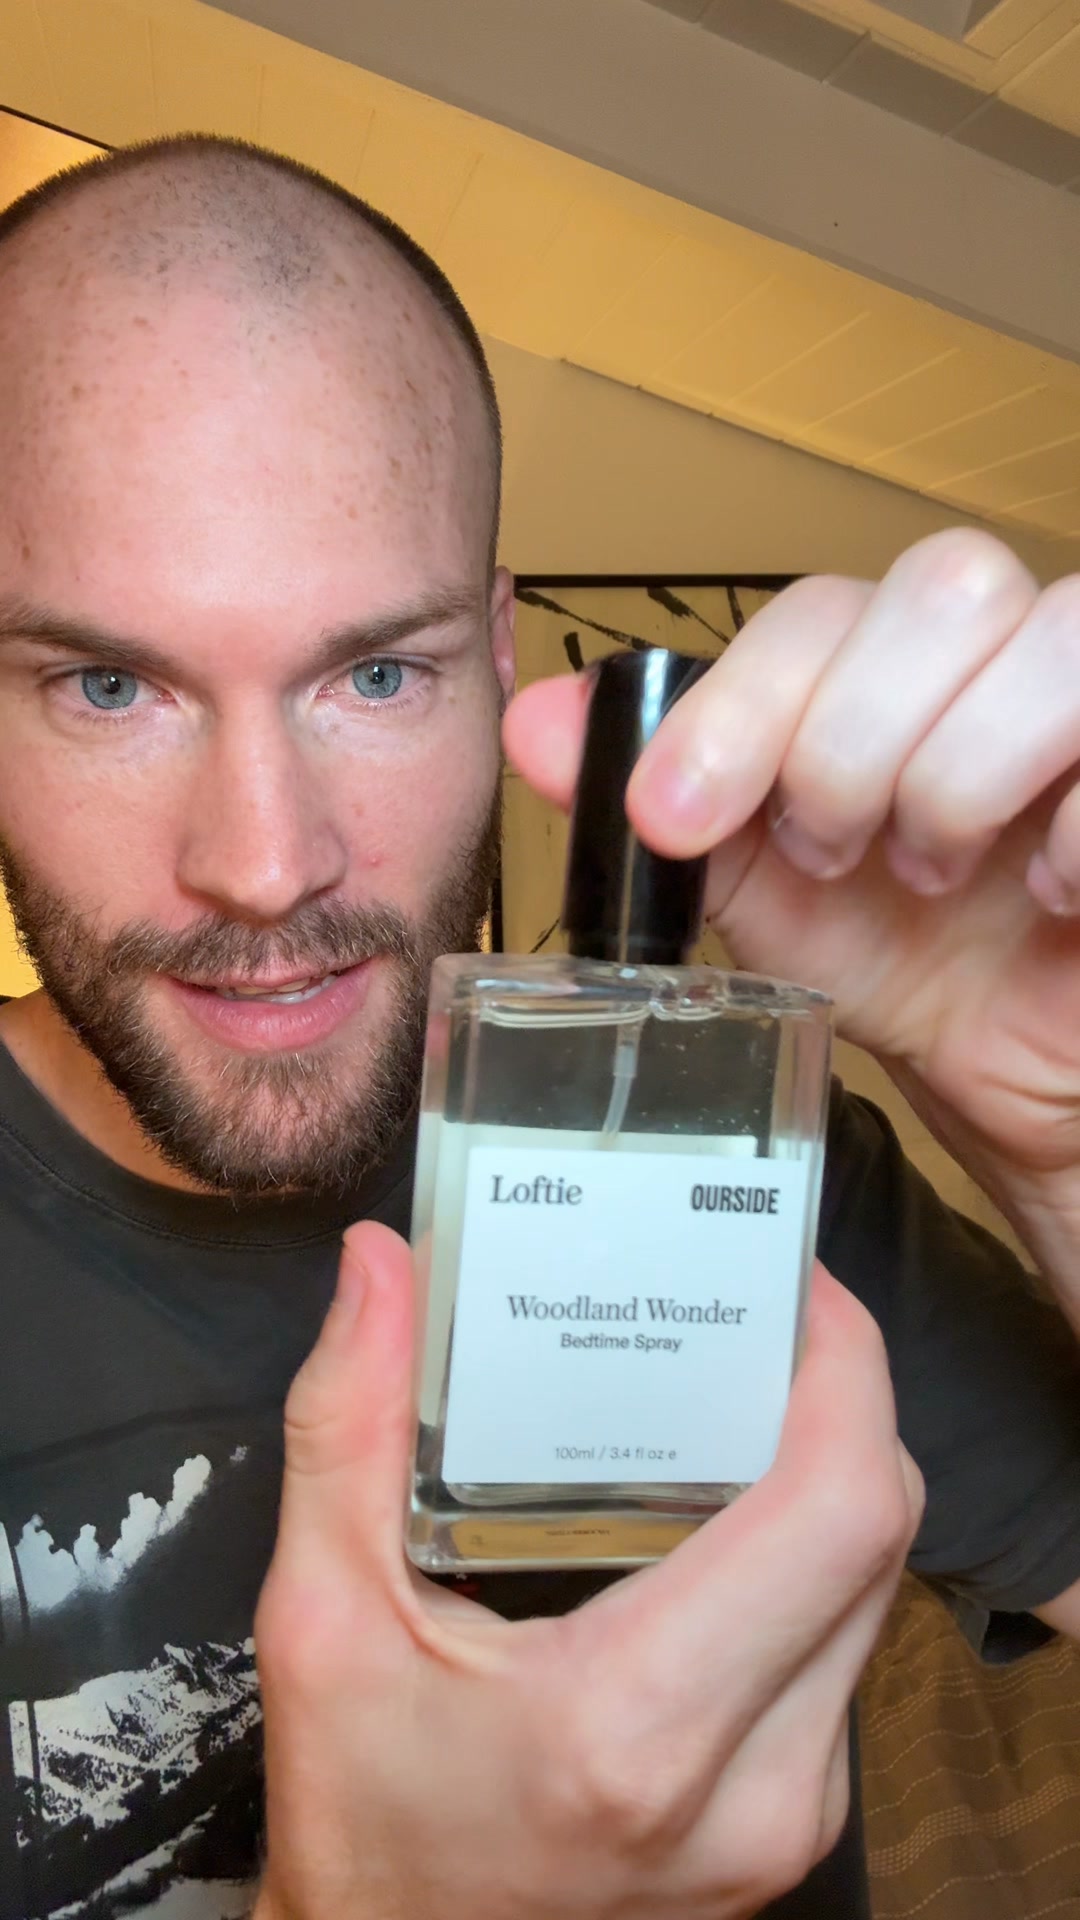 Loftie OURSIDE
Woodland Wonder
Bedtime Spray
100ml / 3.4 fl oz e